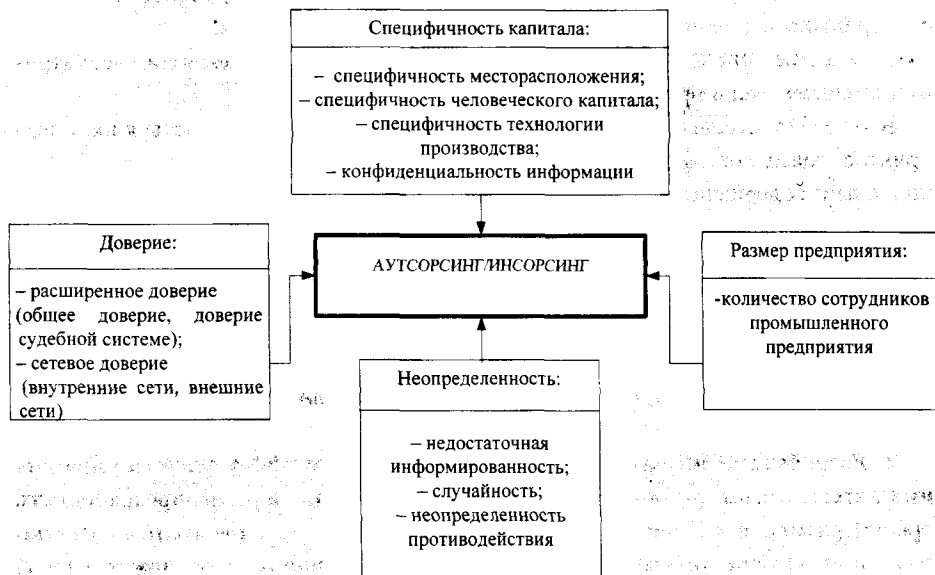 Специфичность капитала:
– специфичность месторасположения;
– специфичность человеческого капитала;
– специфичность технологии
производства;
– конфиденциальность информации
Доверие:
– расширенное доверие
(общее доверие, доверие
судебной системе);
– сетевое доверие
(внутренние сети, внешние
сети)
АУТСОРСИНГ/ИНСОРСИНГ
Размер предприятия:
-количество сотрудников
промышленного
предприятия
Неопределенность:
– недостаточная
информированность;
– случайность;
– неопределенность
противодействия